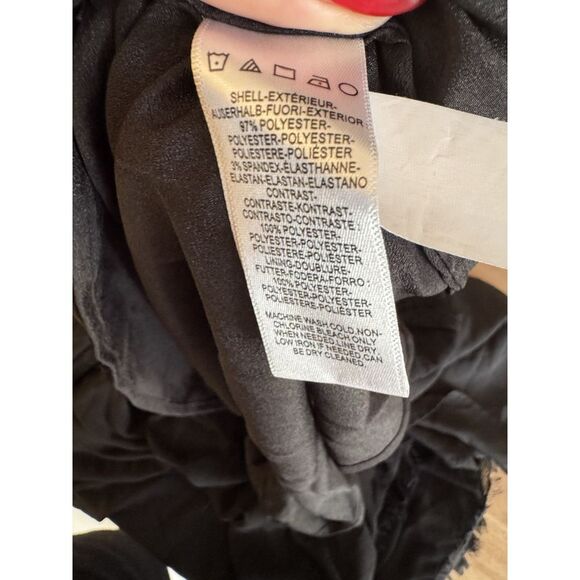 SHELL-EXTÉRIEUR-
AUSERHALB-FUORI-EXTERIOR
97% POLYESTER-
POLYESTER-POLYESTER-
POLIESTERE-POLIÉSTER
3% SPANDEX-ÉLASTHANNE-
ELASTAN-ELASTAN-ELASTANO
CONTRAST-
CONTRASTE-KONTRAST-
CONTRASTO-CONTRASTE :
100% POLYESTER-
POLYESTER-POLYESTER-
POLIESTERE-POLIÉSTER
LINING-DOUBLURE-
FUTTER-FODERA-FORRO :
100% POLYESTER-
POLYESTER-POLYESTER-
POLIESTERE-POLIÉSTER
MACHINE WASH COLD, NON-
CHLORINE BLEACH ONLY
WHEN NEEDED, LINE DRY
LOW IRON IF NEEDED, CAN
BE DRY CLEANED.